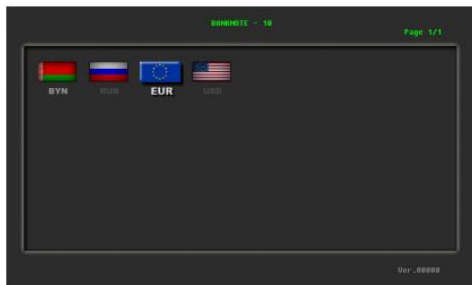 BANKNOTE - 10
Page 1/1
BYN RUB EUR USD
Ver.00000